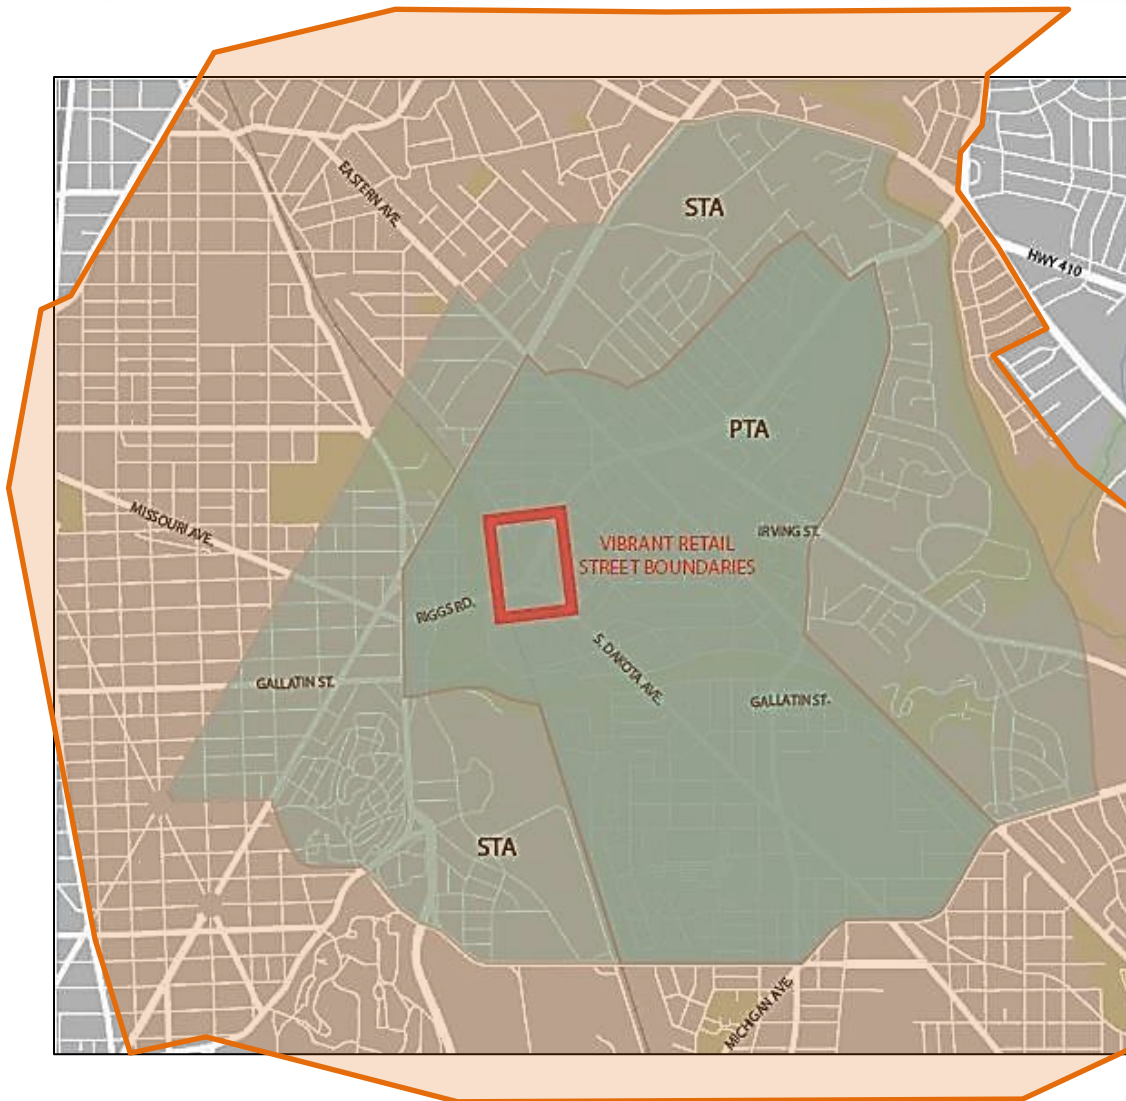 EASTERN AVE.
STA
HWY 410
PTA
MISSOURI AVE.
IRVING ST.
VIBRANT RETAIL
STREET BOUNDARIES
RIGGS RD.
S. DAKOTA AVE.
GALLATIN ST.
GALLATIN ST.
STA
MICHIGAN AVE